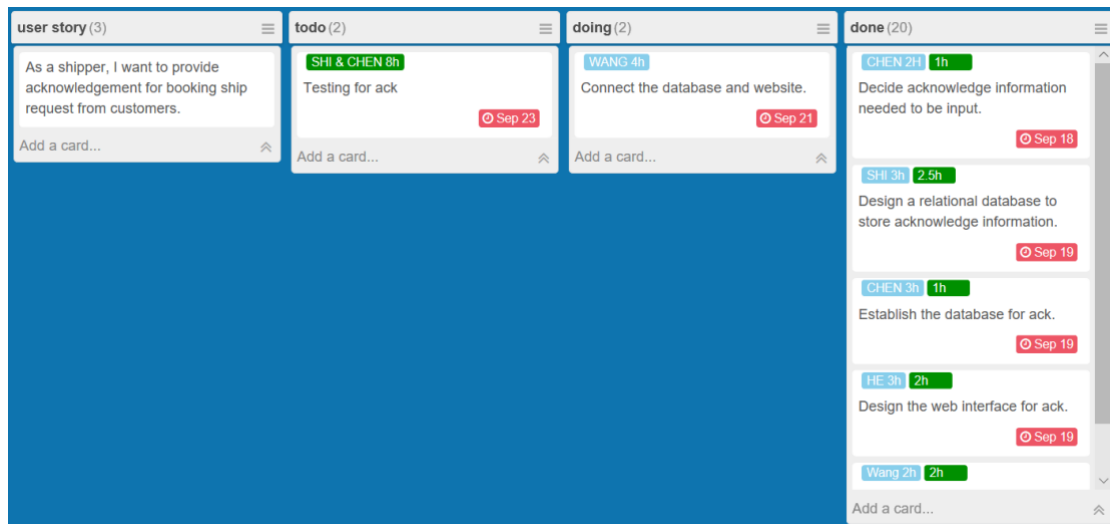 user story (3)
As a shipper, I want to provide
acknowledgement for booking ship
request from customers.
Add a card...
todo (2)
SHI & CHEN 8h
Testing for ack
Sep 23
Add a card...
doing (2)
WANG 4h
Connect the database and website.
Sep 21
Add a card...
done (20)
CHEN 2H 1h
Decide acknowledge information
needed to be input.
Sep 18
SHI 3h 2.5h
Design a relational database to
store acknowledge information.
Sep 19
CHEN 3h 1h
Establish the database for ack.
Sep 19
HE 3h 2h
Design the web interface for ack.
Sep 19
Wang 2h 2h
Add a card...